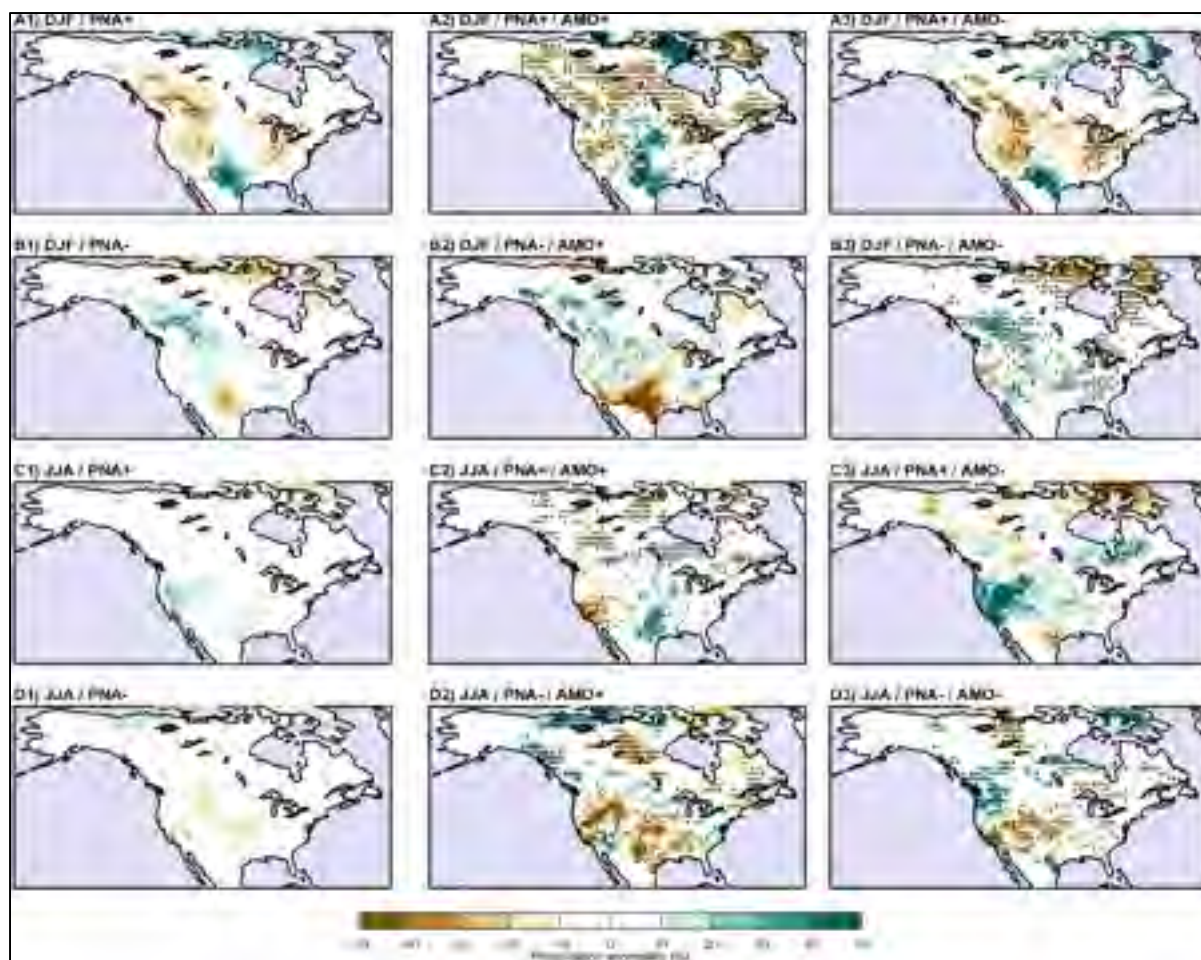 A1) DJF / PNA+
A2) DJF / PNA+ / AMO+
A3) DJF / PNA+ / AMO-
B1) DJF / PNA-
B2) DJF / PNA- / AMO+
B3) DJF / PNA- / AMO-
C1) JJA / PNA+
C2) JJA / PNA+ / AMO+
C3) JJA / PNA+ / AMO-
D1) JJA / PNA-
D2) JJA / PNA- / AMO+
D3) JJA / PNA- / AMO-
0